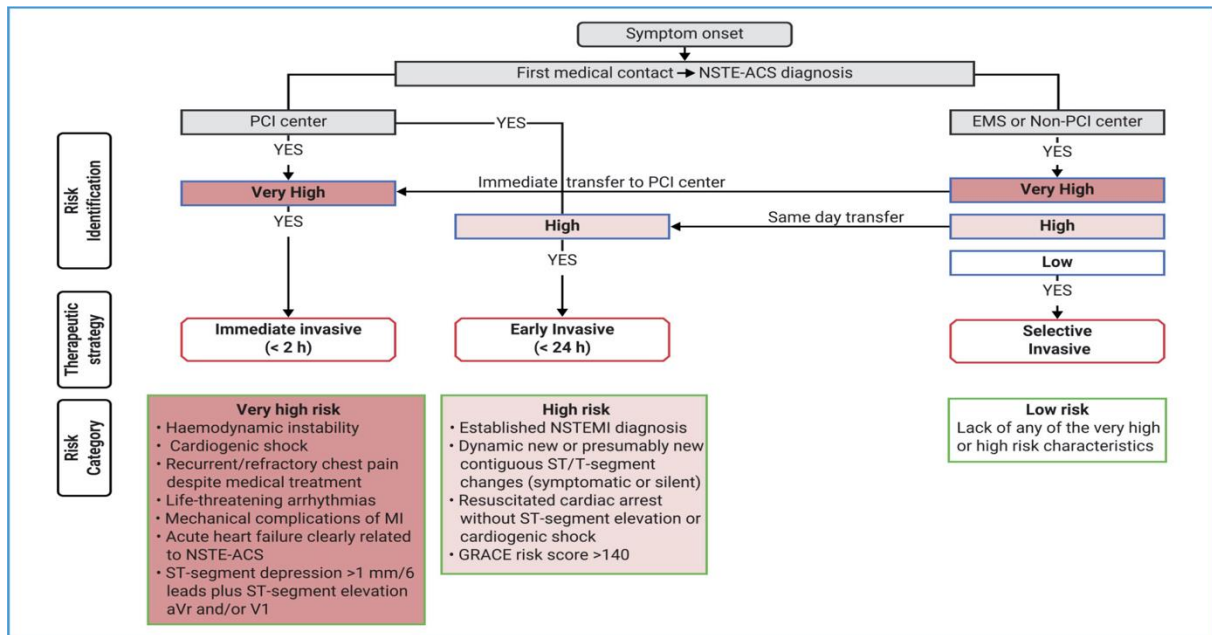 Symptom onset
First medical contact → NSTE-ACS diagnosis
PCI center
YES
EMS or Non-PCI center
YES
YES
Risk
Identification
Very High
Immediate transfer to PCI center
Very High
YES
High
Same day transfer
High
YES
Low
YES
Therapeutic
strategy
Immediate invasive
(< 2 h)
Early Invasive
(< 24 h)
Selective
Invasive
Risk
Category
Very high risk
• Haemodynamic instability
• Cardiogenic shock
• Recurrent/refractory chest pain
despite medical treatment
• Life-threatening arrhythmias
• Mechanical complications of MI
• Acute heart failure clearly related
to NSTE-ACS
• ST-segment depression >1 mm/6
leads plus ST-segment elevation
aVr and/or V1
High risk
• Established NSTEMI diagnosis
• Dynamic new or presumably new
contiguous ST/T-segment
changes (symptomatic or silent)
• Resuscitated cardiac arrest
without ST-segment elevation or
cardiogenic shock
• GRACE risk score >140
Low risk
Lack of any of the very high
or high risk characteristics